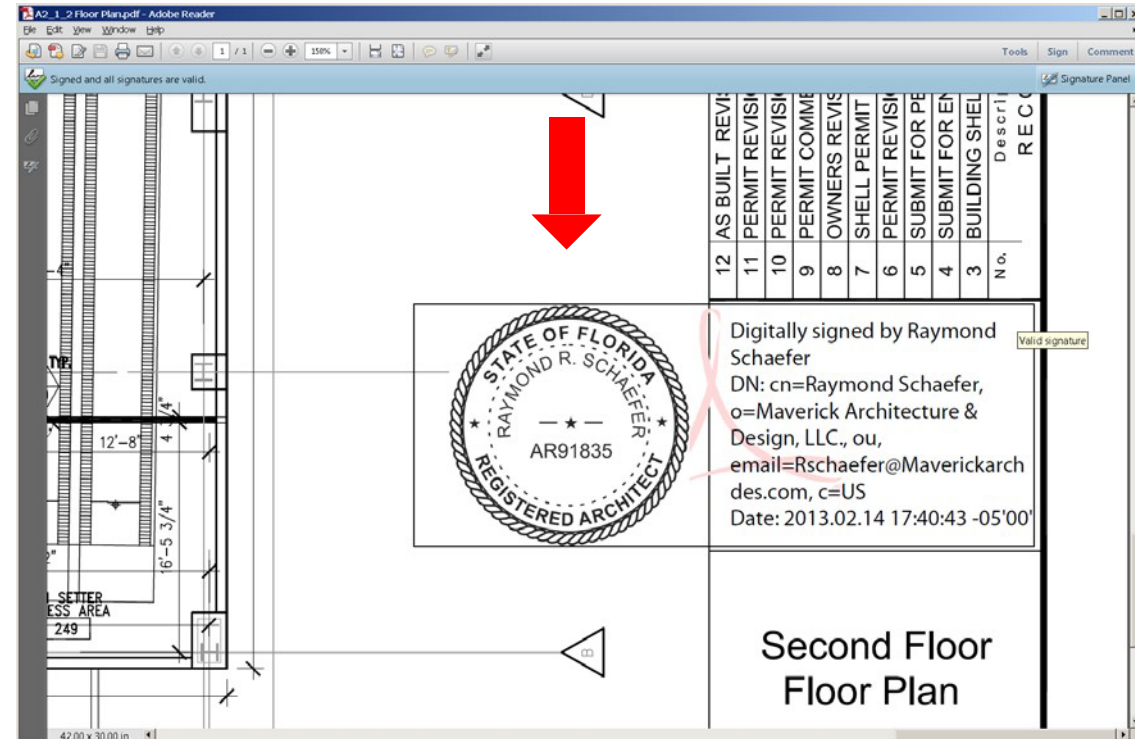 A2_1_2 Floor Plan.pdf - Adobe Reader
File Edit View Window Help
1 / 1 150% Tools Sign Comment
Signed and all signatures are valid. Signature Panel
12 AS BUILT REVIS
11 PERMIT REVISI
10 PERMIT REVISI
9 PERMIT COMME
8 OWNERS REVIS
7 SHELL PERMIT
6 PERMIT REVISI
5 SUBMIT FOR PE
4 SUBMIT FOR EN
3 BUILDING SHEL
No. Descri
REC
TYP.
12'-8"
4 1/4"
16'-5 3/4"
SETTER
ESS AREA
249
STATE OF FLORIDA
RAYMOND R. SCHAEFER
AR91835
REGISTERED ARCHITECT
Digitally signed by Raymond
Schaefer
DN: cn=Raymond Schaefer,
o=Maverick Architecture &
Design, LLC., ou,
email=Rschaefer@Maverickarch
des.com, c=US
Date: 2013.02.14 17:40:43 -05'00'
Valid signature
B
Second Floor
Floor Plan
42.00 x 30.00 in